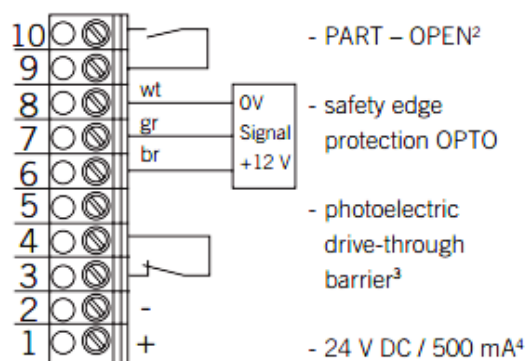 10 - PART – OPEN²
9
8 wt 0V - safety edge
7 gr Signal protection OPTO
6 br +12 V
5 - photoelectric
4 drive-through
3 barrier³
2 -
1 + - 24 V DC / 500 mA⁴